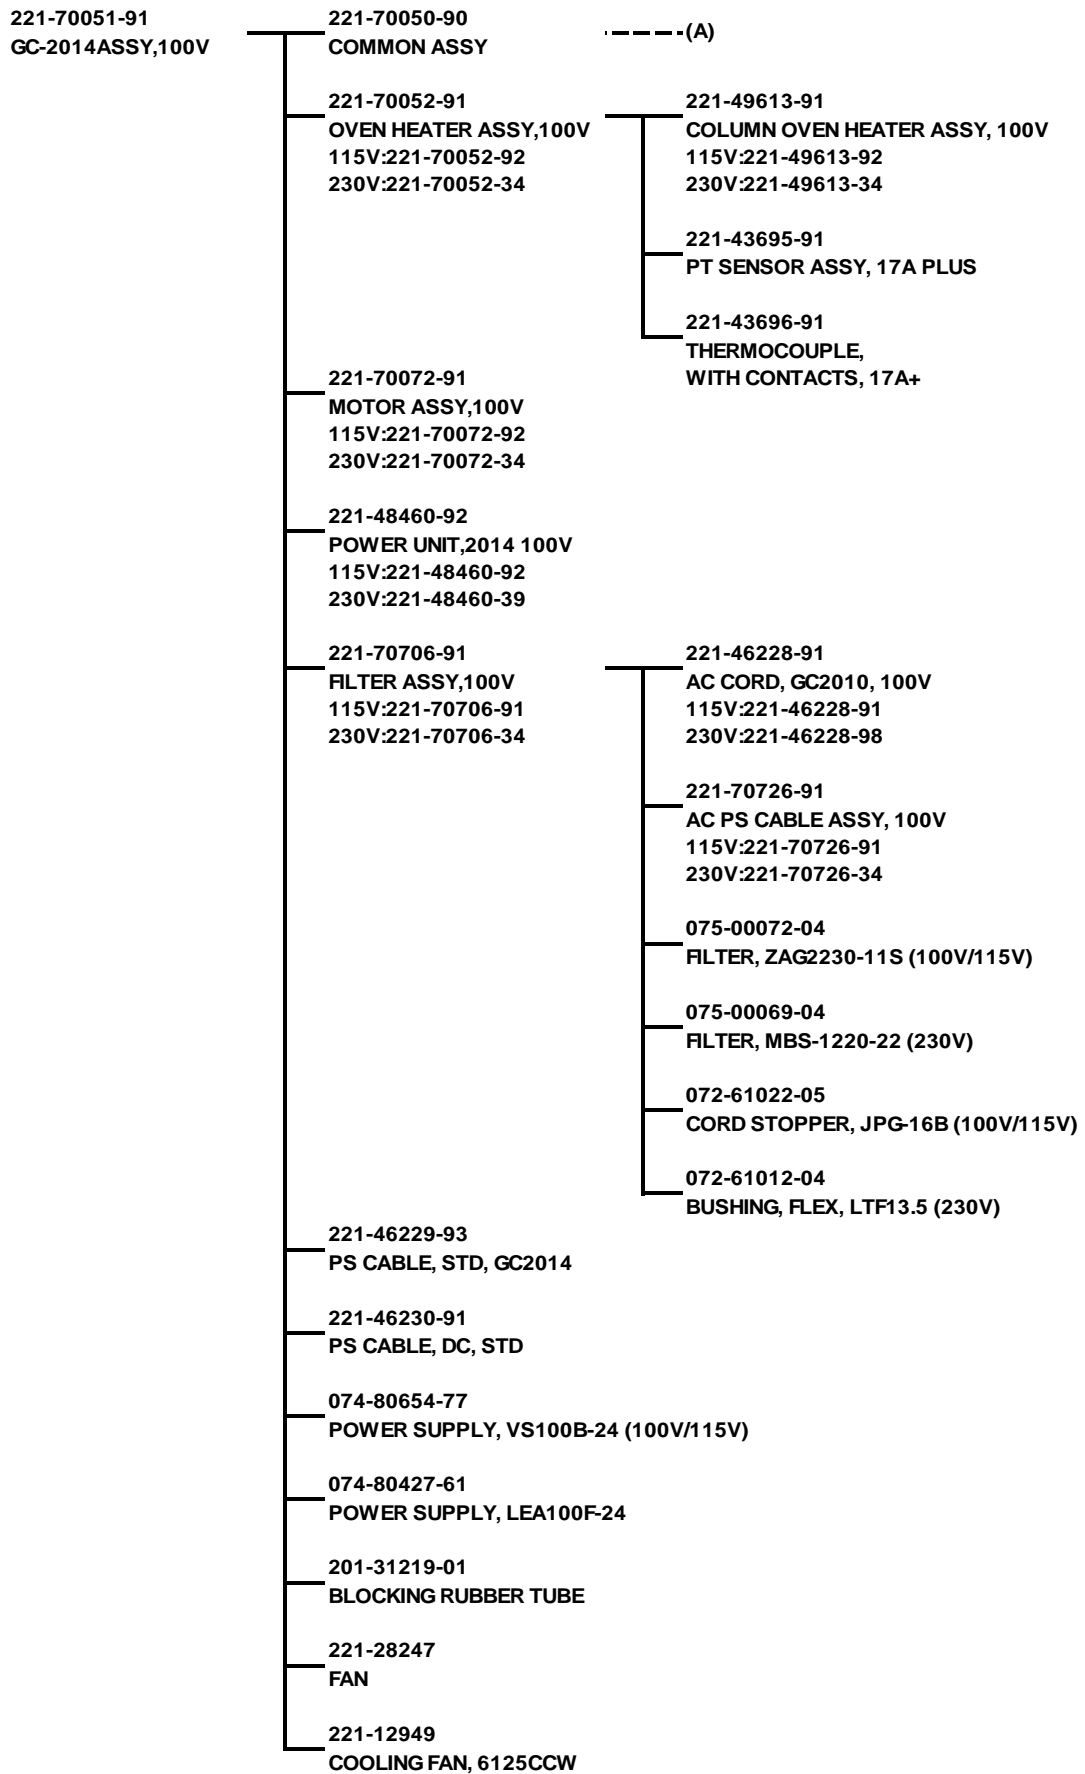 221-70051-91
GC-2014ASSY,100V
221-70050-90
COMMON ASSY
(A)
221-70052-91
OVEN HEATER ASSY,100V
115V:221-70052-92
230V:221-70052-34
221-49613-91
COLUMN OVEN HEATER ASSY, 100V
115V:221-49613-92
230V:221-49613-34
221-43695-91
PT SENSOR ASSY, 17A PLUS
221-43696-91
THERMOCOUPLE,
WITH CONTACTS, 17A+
221-70072-91
MOTOR ASSY,100V
115V:221-70072-92
230V:221-70072-34
221-48460-92
POWER UNIT,2014 100V
115V:221-48460-92
230V:221-48460-39
221-70706-91
FILTER ASSY,100V
115V:221-70706-91
230V:221-70706-34
221-46228-91
AC CORD, GC2010, 100V
115V:221-46228-91
230V:221-46228-98
221-70726-91
AC PS CABLE ASSY, 100V
115V:221-70726-91
230V:221-70726-34
075-00072-04
FILTER, ZAG2230-11S (100V/115V)
075-00069-04
FILTER, MBS-1220-22 (230V)
072-61022-05
CORD STOPPER, JPG-16B (100V/115V)
072-61012-04
BUSHING, FLEX, LTF13.5 (230V)
221-46229-93
PS CABLE, STD, GC2014
221-46230-91
PS CABLE, DC, STD
074-80654-77
POWER SUPPLY, VS100B-24 (100V/115V)
074-80427-61
POWER SUPPLY, LEA100F-24
201-31219-01
BLOCKING RUBBER TUBE
221-28247
FAN
221-12949
COOLING FAN, 6125CCW